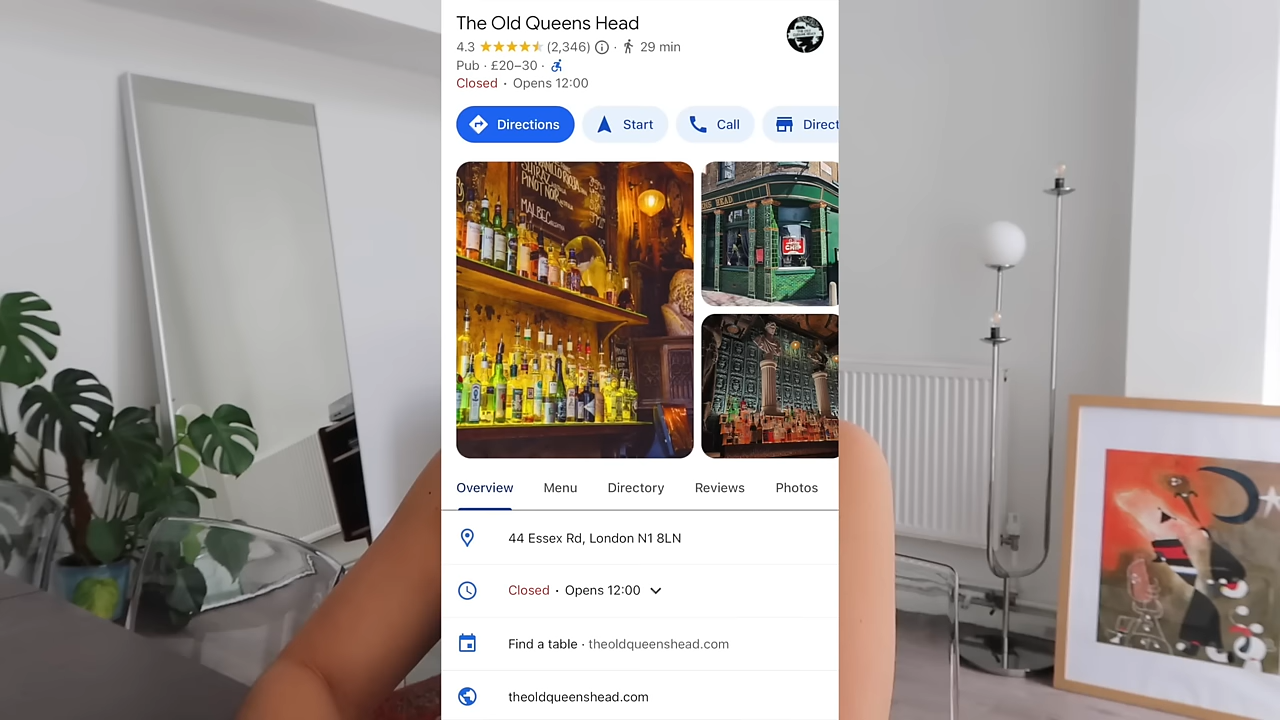 The Old Queens Head
4.3 (2,346) · 29 min
Pub · £20–30 ·
Closed · Opens 12:00
Directions
Start
Call
Direct
PINOT NOIR
MALBEC
Overview
Menu
Directory
Reviews
Photos
44 Essex Rd, London N1 8LN
Closed · Opens 12:00
Find a table · theoldqueenshead.com
theoldqueenshead.com